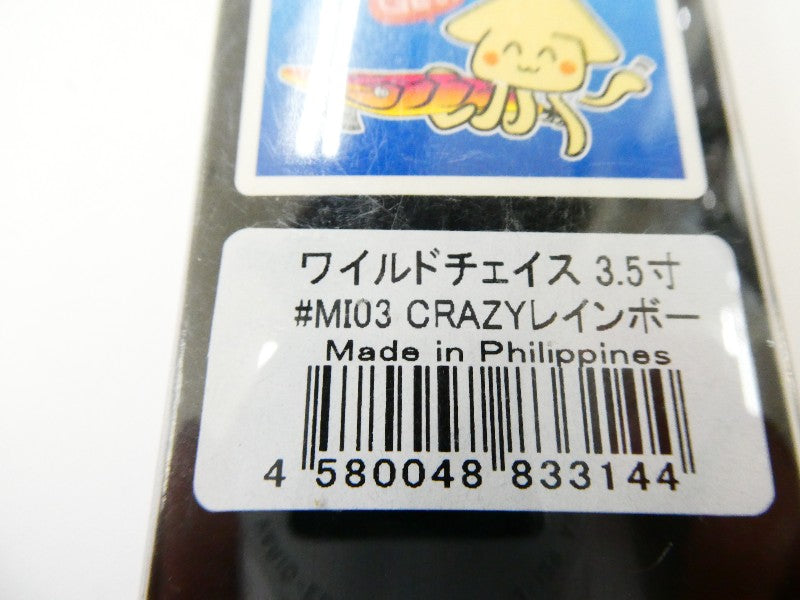 ワイルドチェイス 3.5寸
#MI03 CRAZYレインボー
Made in Philippines
4 580048 833144